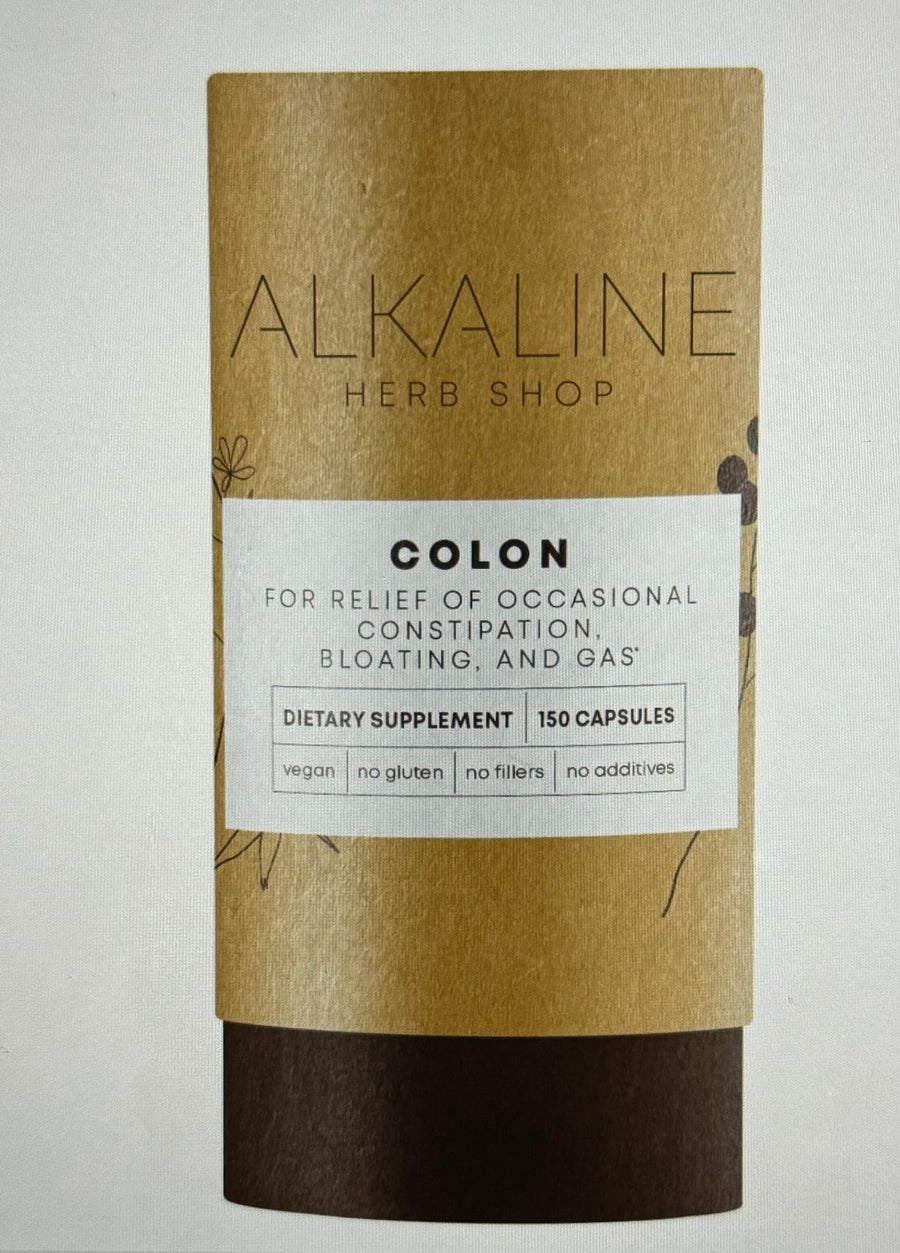 ALKALINE
HERB SHOP
COLON
FOR RELIEF OF OCCASIONAL
CONSTIPATION,
BLOATING, AND GAS*
DIETARY SUPPLEMENT 150 CAPSULES
vegan no gluten no fillers no additives